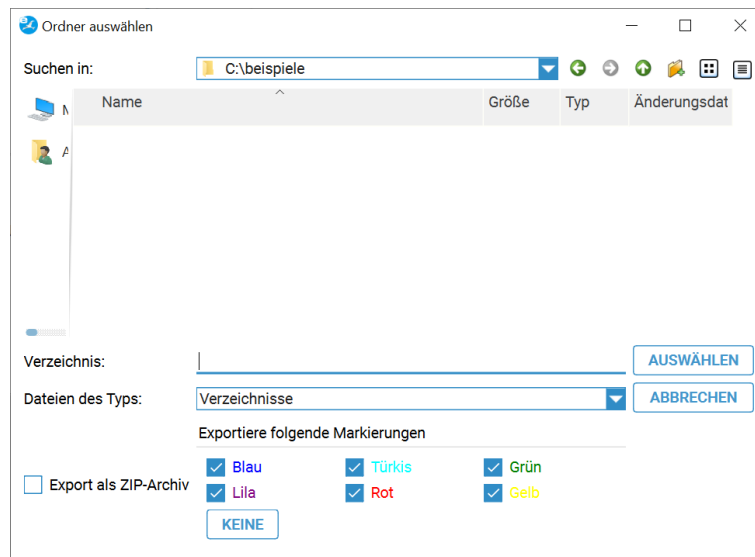 Ordner auswählen
Suchen in: C:\beispiele
Name Größe Typ Änderungsdat
Verzeichnis: AUSWÄHLEN
Dateien des Typs: Verzeichnisse ABBRECHEN
Exportiere folgende Markierungen
Blau Türkis Grün
Export als ZIP-Archiv
Lila Rot Gelb
KEINE